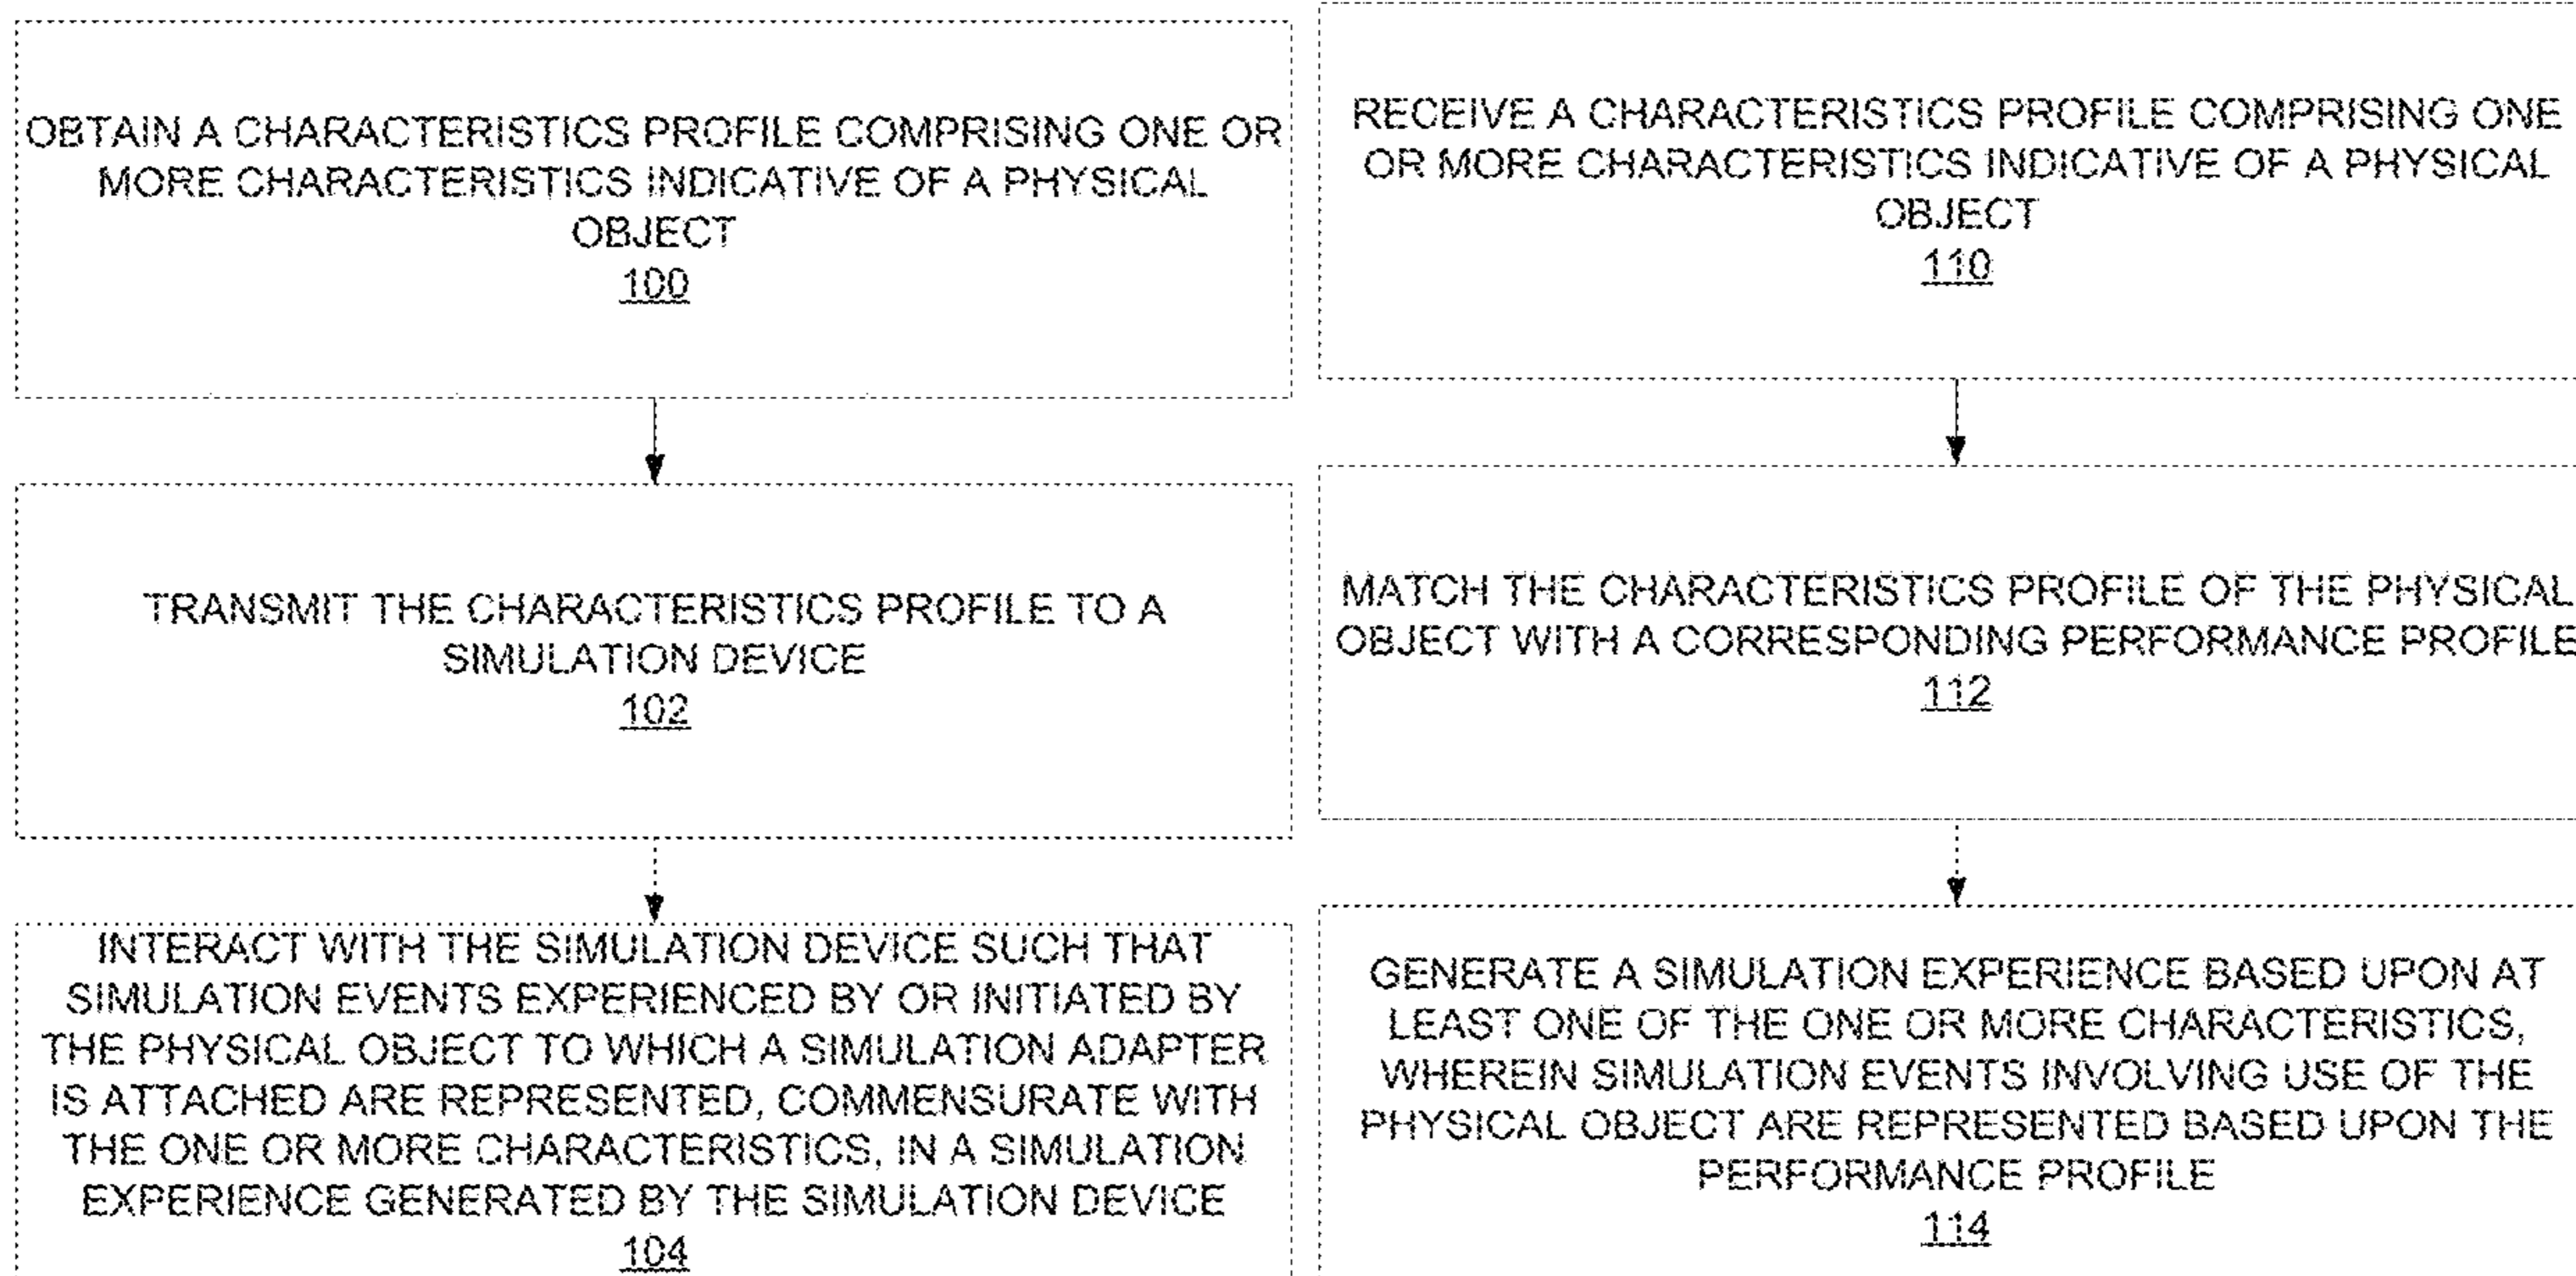 OBTAIN A CHARACTERISTICS PROFILE COMPRISING ONE OR
MORE CHARACTERISTICS INDICATIVE OF A PHYSICAL
OBJECT
100
TRANSMIT THE CHARACTERISTICS PROFILE TO A
SIMULATION DEVICE
102
INTERACT WITH THE SIMULATION DEVICE SUCH THAT
SIMULATION EVENTS EXPERIENCED BY OR INITIATED BY
THE PHYSICAL OBJECT TO WHICH A SIMULATION ADAPTER
IS ATTACHED ARE REPRESENTED, COMMENSURATE WITH
THE ONE OR MORE CHARACTERISTICS, IN A SIMULATION
EXPERIENCE GENERATED BY THE SIMULATION DEVICE
104
RECEIVE A CHARACTERISTICS PROFILE COMPRISING ONE
OR MORE CHARACTERISTICS INDICATIVE OF A PHYSICAL
OBJECT
110
MATCH THE CHARACTERISTICS PROFILE OF THE PHYSICAL
OBJECT WITH A CORRESPONDING PERFORMANCE PROFILE
112
GENERATE A SIMULATION EXPERIENCE BASED UPON AT
LEAST ONE OF THE ONE OR MORE CHARACTERISTICS,
WHEREIN SIMULATION EVENTS INVOLVING USE OF THE
PHYSICAL OBJECT ARE REPRESENTED BASED UPON THE
PERFORMANCE PROFILE
114